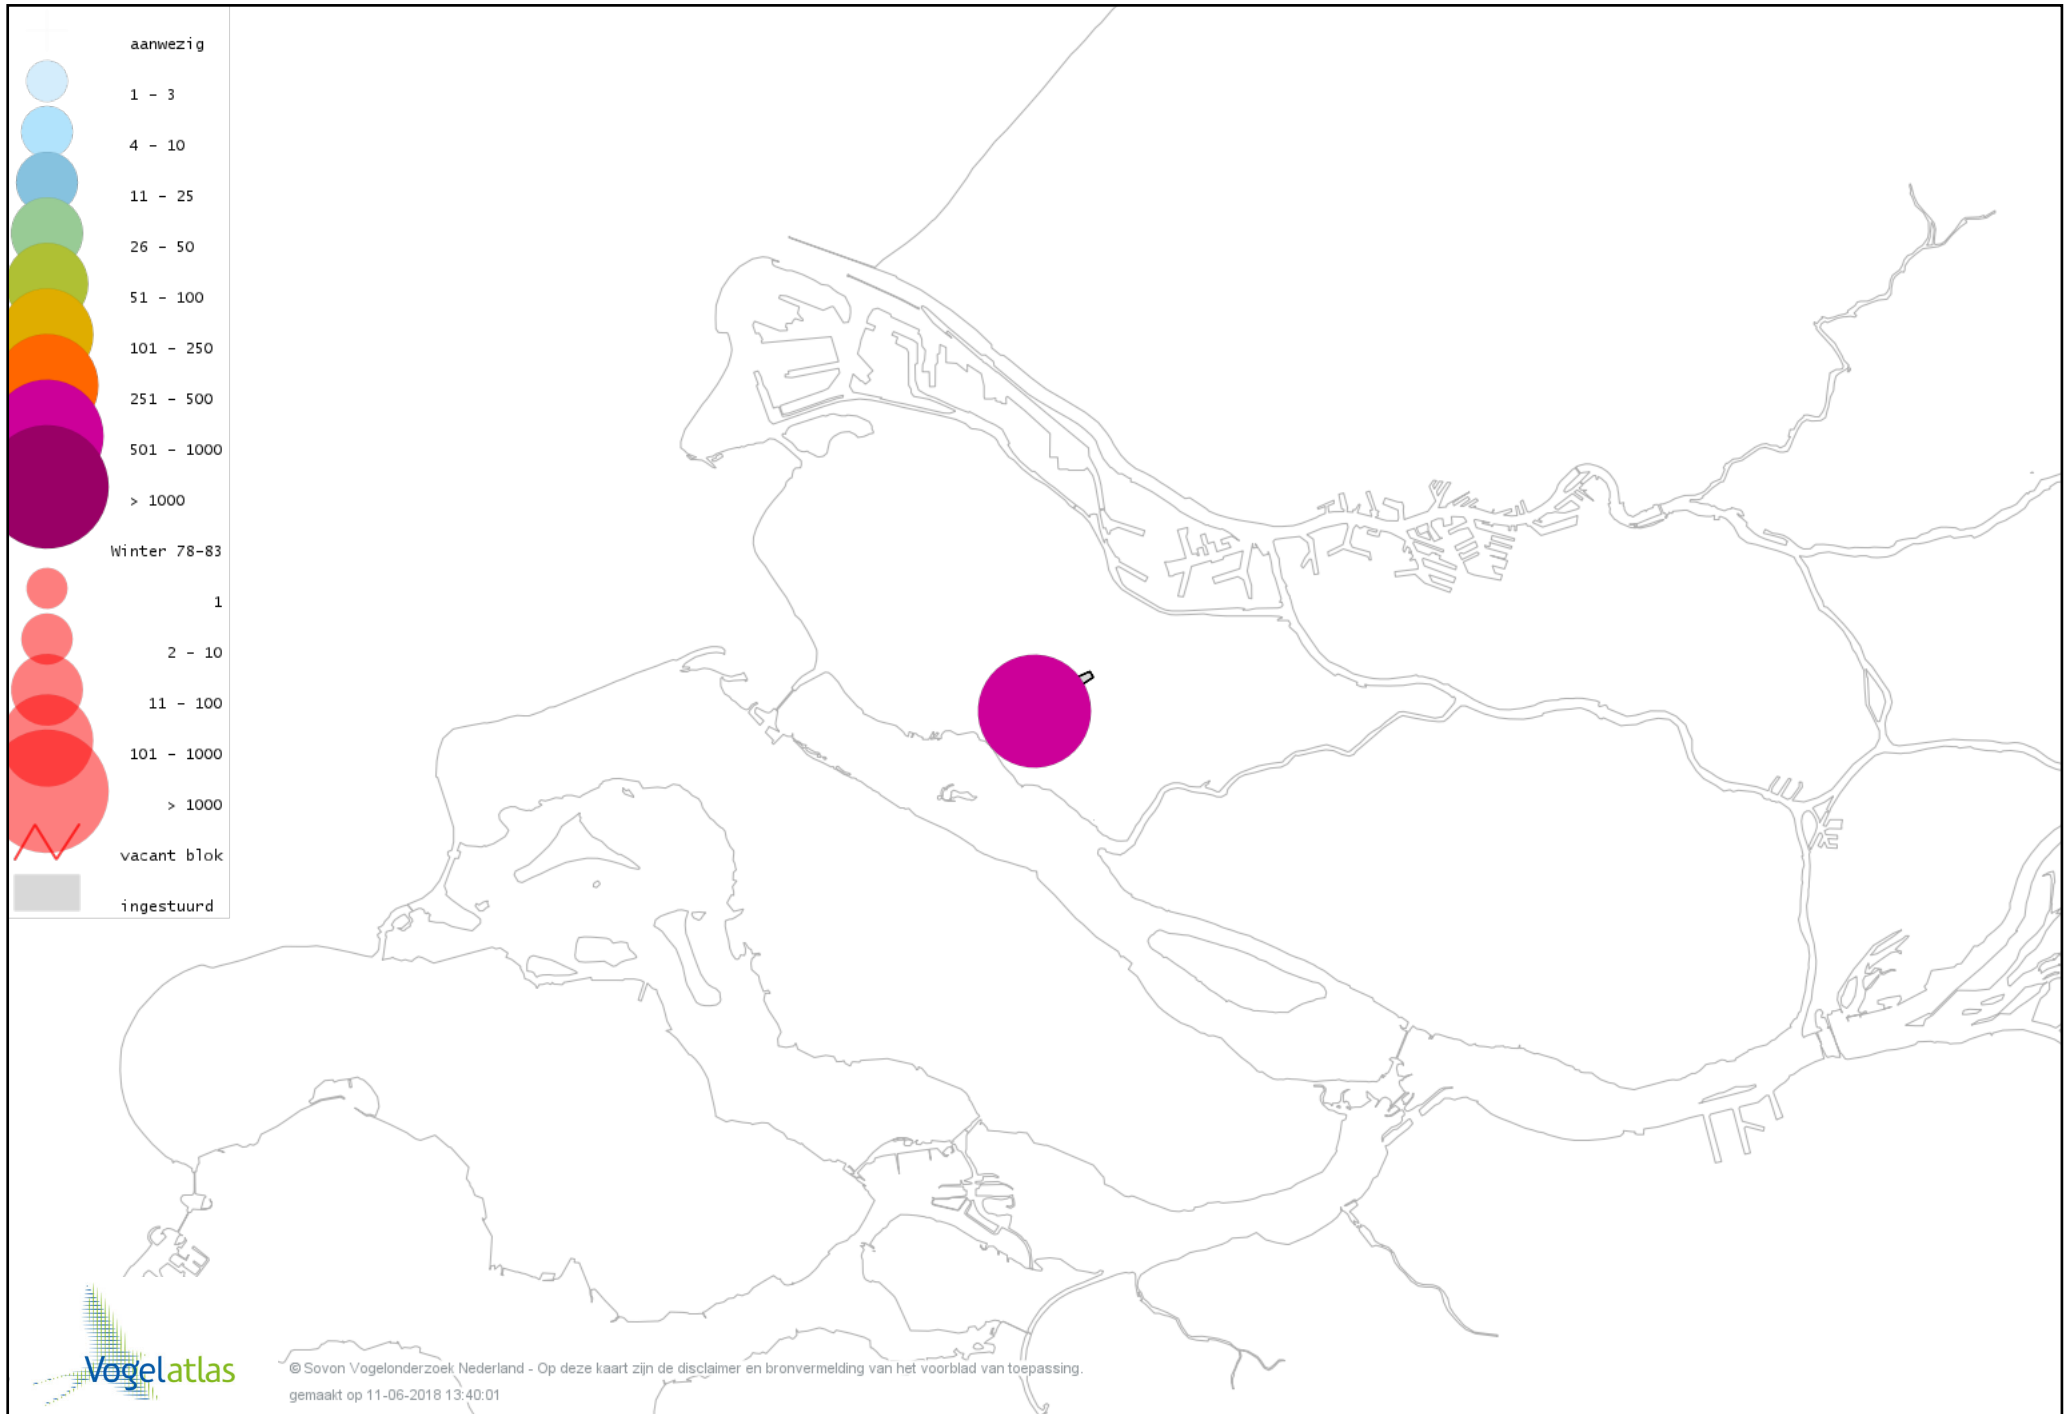 aanwezig
1 - 3
4 - 10
11 - 25
26 - 50
51 - 100
101 - 250
251 - 500
501 - 1000
> 1000
Winter 78-83
1
2 - 10
11 - 100
101 - 1000
> 1000
vacant blok
ingestuurd
Vogelatlas
© Sovon Vogelonderzoek Nederland - Op deze kaart zijn de disclaimer en bronvermelding van het voorblad van toepassing.
gemaakt op 11-06-2018 13:40:01